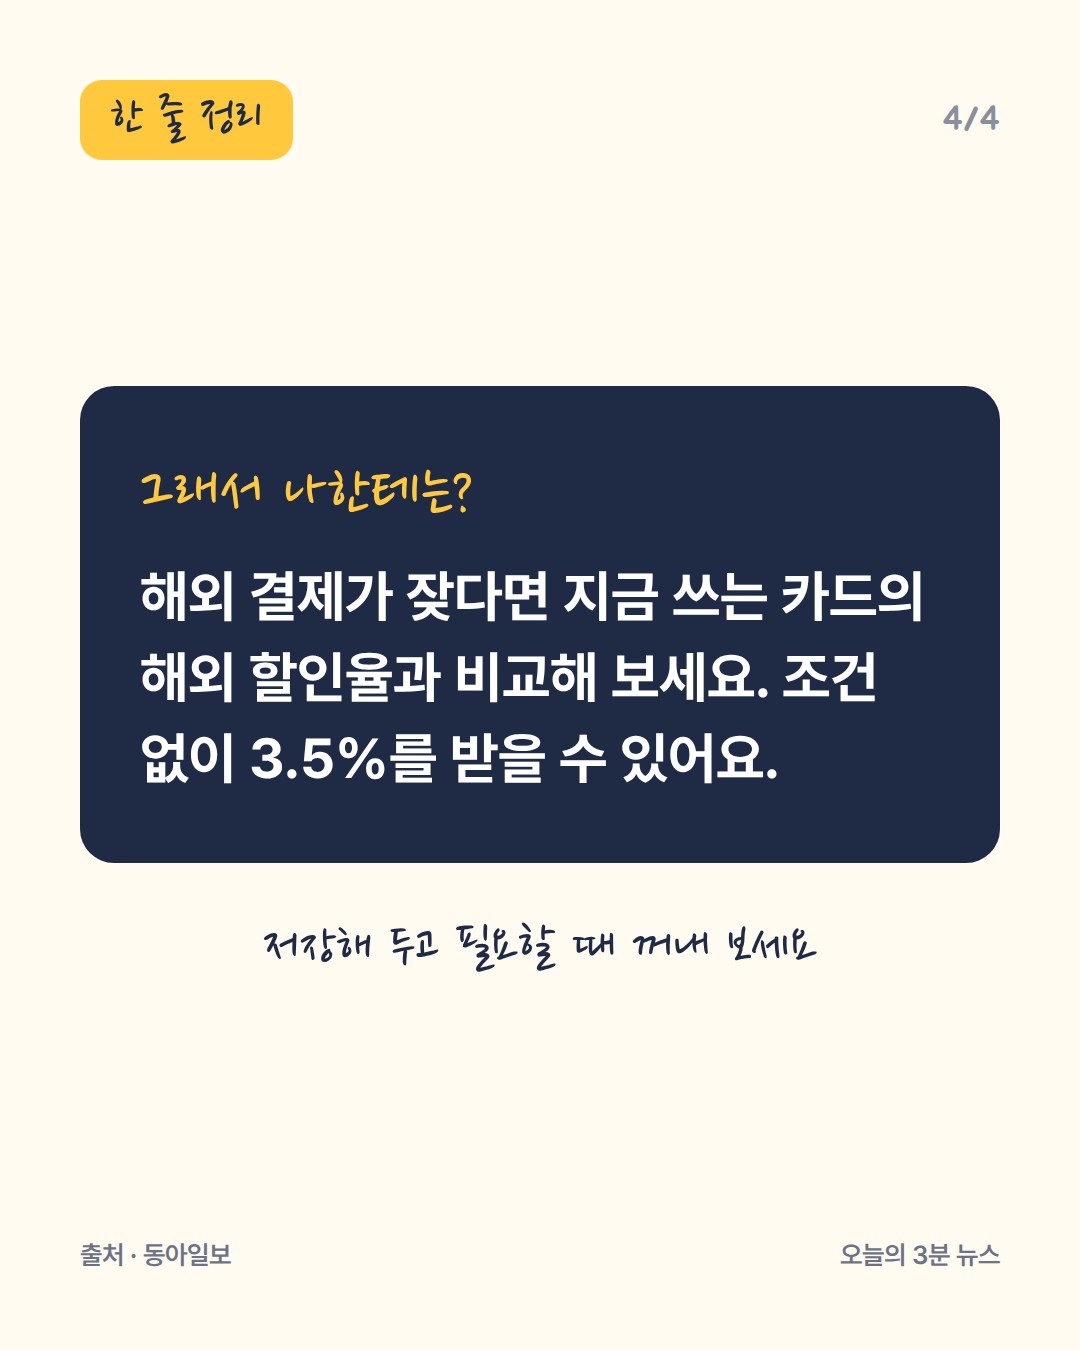 한 줄 정리
4/4
그래서 나한테는?
해외 결제가 잦다면 지금 쓰는 카드의
해외 할인율과 비교해 보세요. 조건
없이 3.5%를 받을 수 있어요.
저장해 두고 필요할 때 꺼내 보세요
출처 · 동아일보
오늘의 3분 뉴스